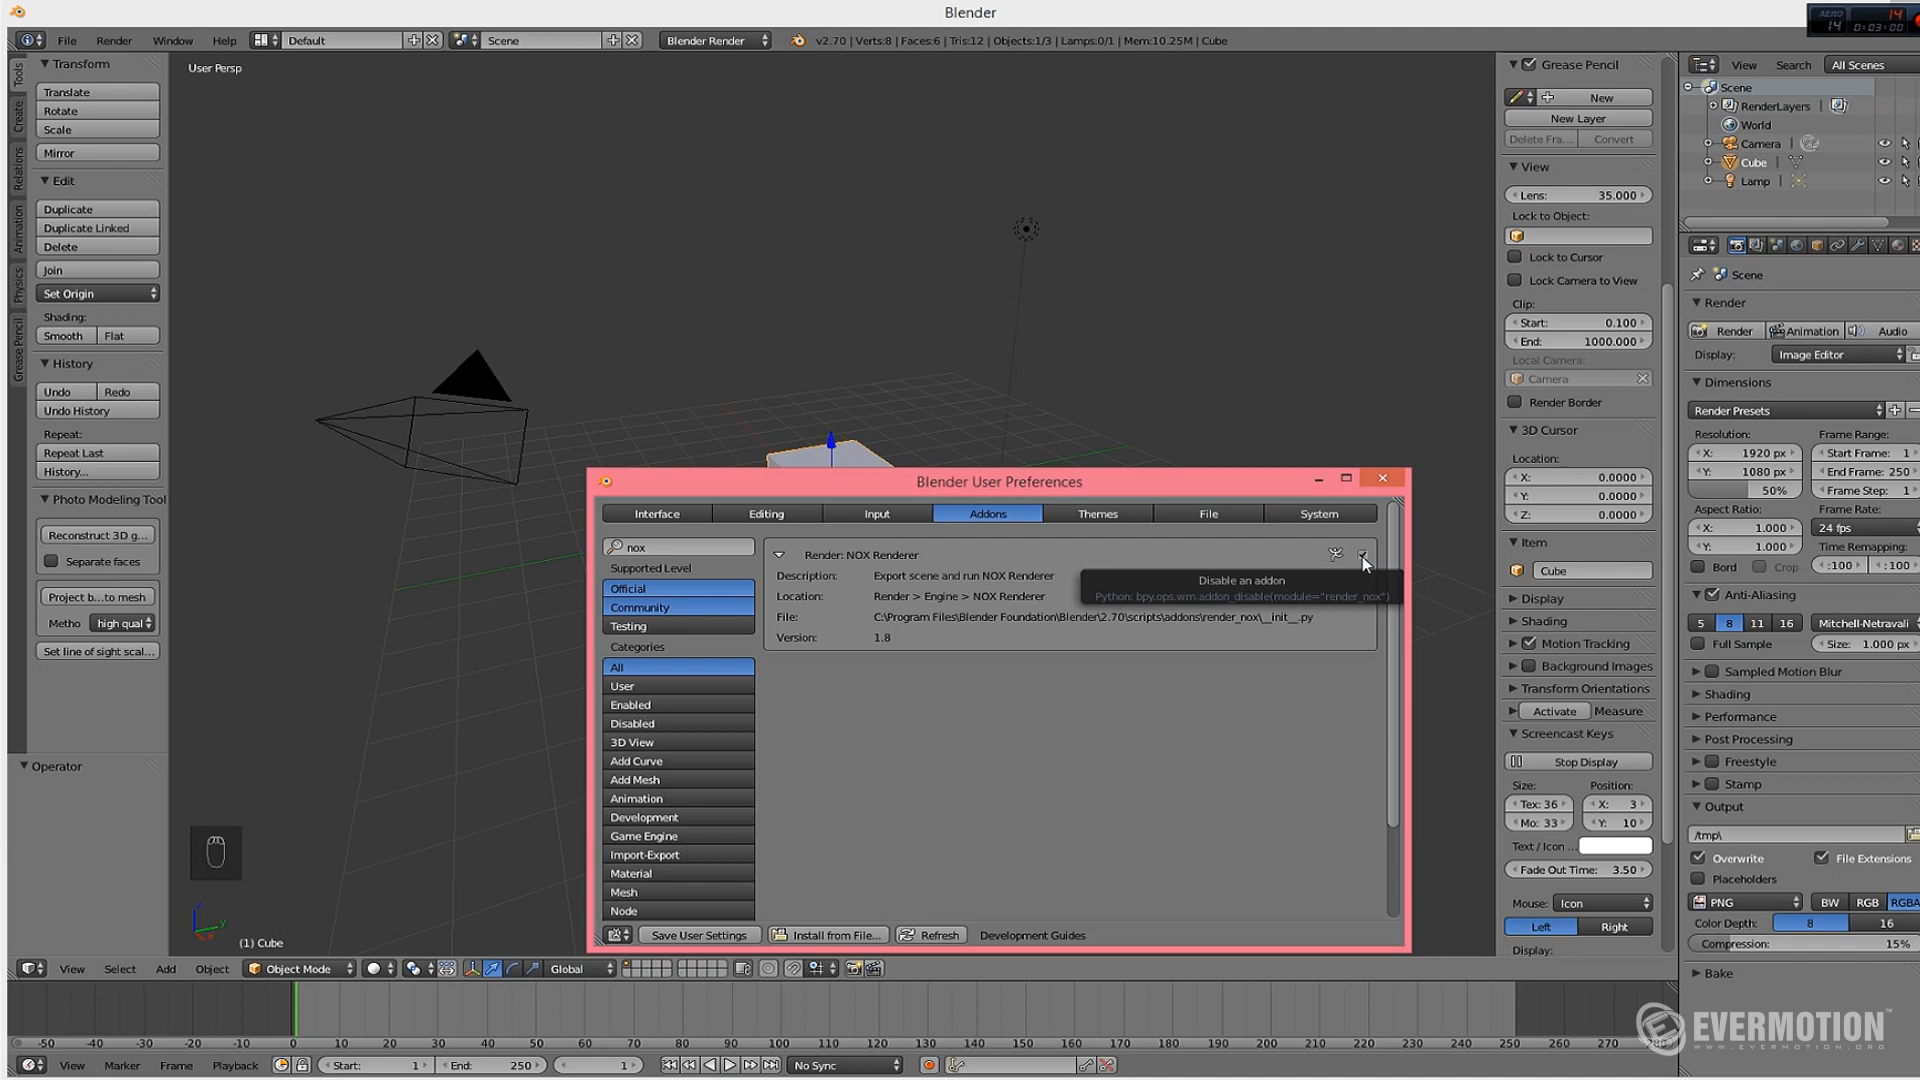 Blender
AERO
14
14
0:03:00
File
Render
Window
Help
Default
Scene
Blender Render
v2.70 | Verts:8 | Faces:6 | Tris:12 | Objects:1/3 | Lamps:0/1 | Mem:10.25M | Cube
Tools
Create
Relations
Animation
Physics
Grease Pencil
Transform
Translate
Rotate
Scale
Mirror
Edit
Duplicate
Duplicate Linked
Delete
Join
Set Origin
Shading:
Smooth
Flat
History
Undo
Redo
Undo History
Repeat:
Repeat Last
History...
Photo Modeling Tool
Reconstruct 3D g...
Separate faces
Project b...to mesh
Metho
high qual
Set line of sight scal...
Operator
User Persp
(1) Cube
Blender User Preferences
Interface
Editing
Input
Addons
Themes
File
System
nox
Supported Level
Official
Community
Testing
Categories
All
User
Enabled
Disabled
3D View
Add Curve
Add Mesh
Animation
Development
Game Engine
Import-Export
Material
Mesh
Node
Render: NOX Renderer
Description:
Export scene and run NOX Renderer
Location:
Render > Engine > NOX Renderer
File:
C:\Program Files\Blender Foundation\Blender\2.70\scripts\addons\render_nox\__init__.py
Version:
1.8
Disable an addon
Python: bpy.ops.wm.addon_disable(module="render_nox")
Save User Settings
Install from File...
Refresh
Development Guides
Grease Pencil
New
New Layer
Delete Fra...
Convert
View
Lens: 35.000
Lock to Object:
Lock to Cursor
Lock Camera to View
Clip:
Start: 0.100
End: 1000.000
Local Camera:
Camera
Render Border
3D Cursor
Location:
X: 0.0000
Y: 0.0000
Z: 0.0000
Item
Cube
Display
Shading
Motion Tracking
Background Images
Transform Orientations
Activate
Measure
Screencast Keys
Stop Display
Size:
Position:
Tex: 36
X: 3
Mo: 33
Y: 10
Text / Icon ...
Fade Out Time: 3.50
Mouse:
Icon
Left
Right
Display:
View
Search
All Scenes
Scene
RenderLayers
World
Camera
Cube
Lamp
Scene
Render
Render
Animation
Audio
Display:
Image Editor
Dimensions
Render Presets
Resolution:
Frame Range:
X: 1920 px
Start Frame: 1
Y: 1080 px
End Frame: 250
50%
Frame Step: 1
Aspect Ratio:
Frame Rate:
X: 1.000
24 fps
Y: 1.000
Time Remapping:
Bord
Crop
:100
:100
Anti-Aliasing
5
8
11
16
Mitchell-Netravali
Full Sample
Size: 1.000 px
Sampled Motion Blur
Shading
Performance
Post Processing
Freestyle
Stamp
Output
/tmp\
Overwrite
File Extensions
Placeholders
PNG
BW
RGB
RGBA
Color Depth:
8
16
Compression: 15%
Bake
View
Select
Add
Object
Object Mode
Global
-50 -40 -30 -20 -10 0 10 20 30 40 50 60 70 80 90 100 110 120 130 140 150 160 170 180 190 200 210 220 230 240 250 260 270
View
Marker
Frame
Playback
Start: 1
End: 250
1
No Sync
EVERMOTION™
WWW.EVERMOTION.ORG